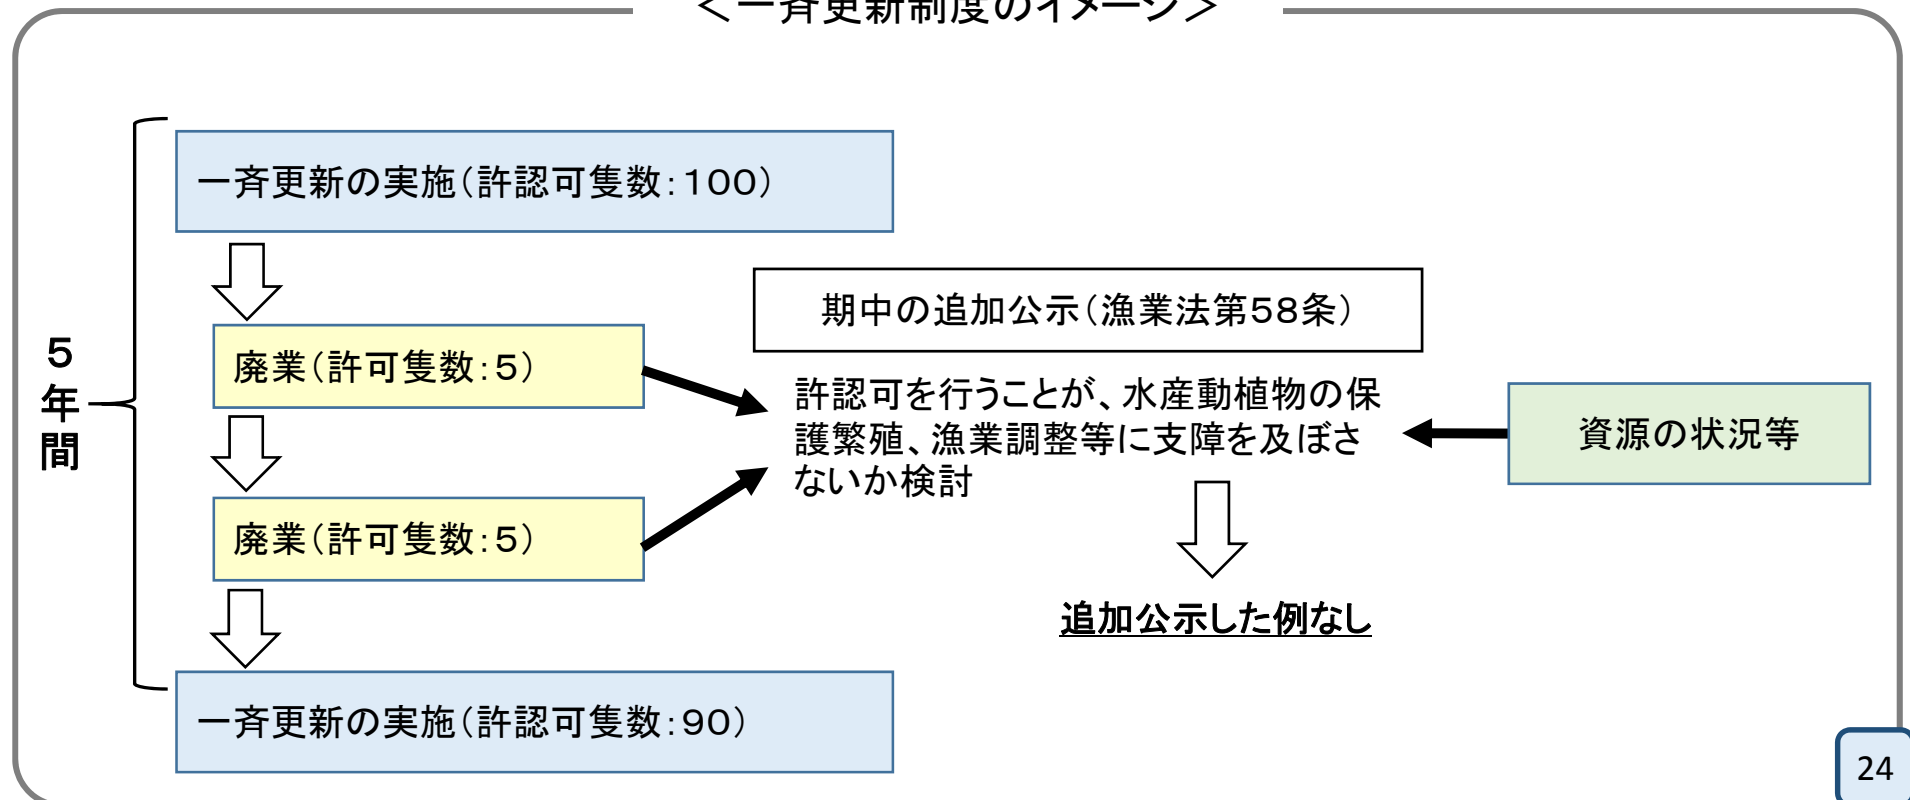 ＜一斉更新制度のイメージ＞
5年間
一斉更新の実施（許認可隻数：１００）
廃業（許可隻数：５）
廃業（許可隻数：５）
一斉更新の実施（許認可隻数：９０）
期中の追加公示（漁業法第５８条）
許認可を行うことが、水産動植物の保
護繁殖、漁業調整等に支障を及ぼさ
ないか検討
資源の状況等
追加公示した例なし
24